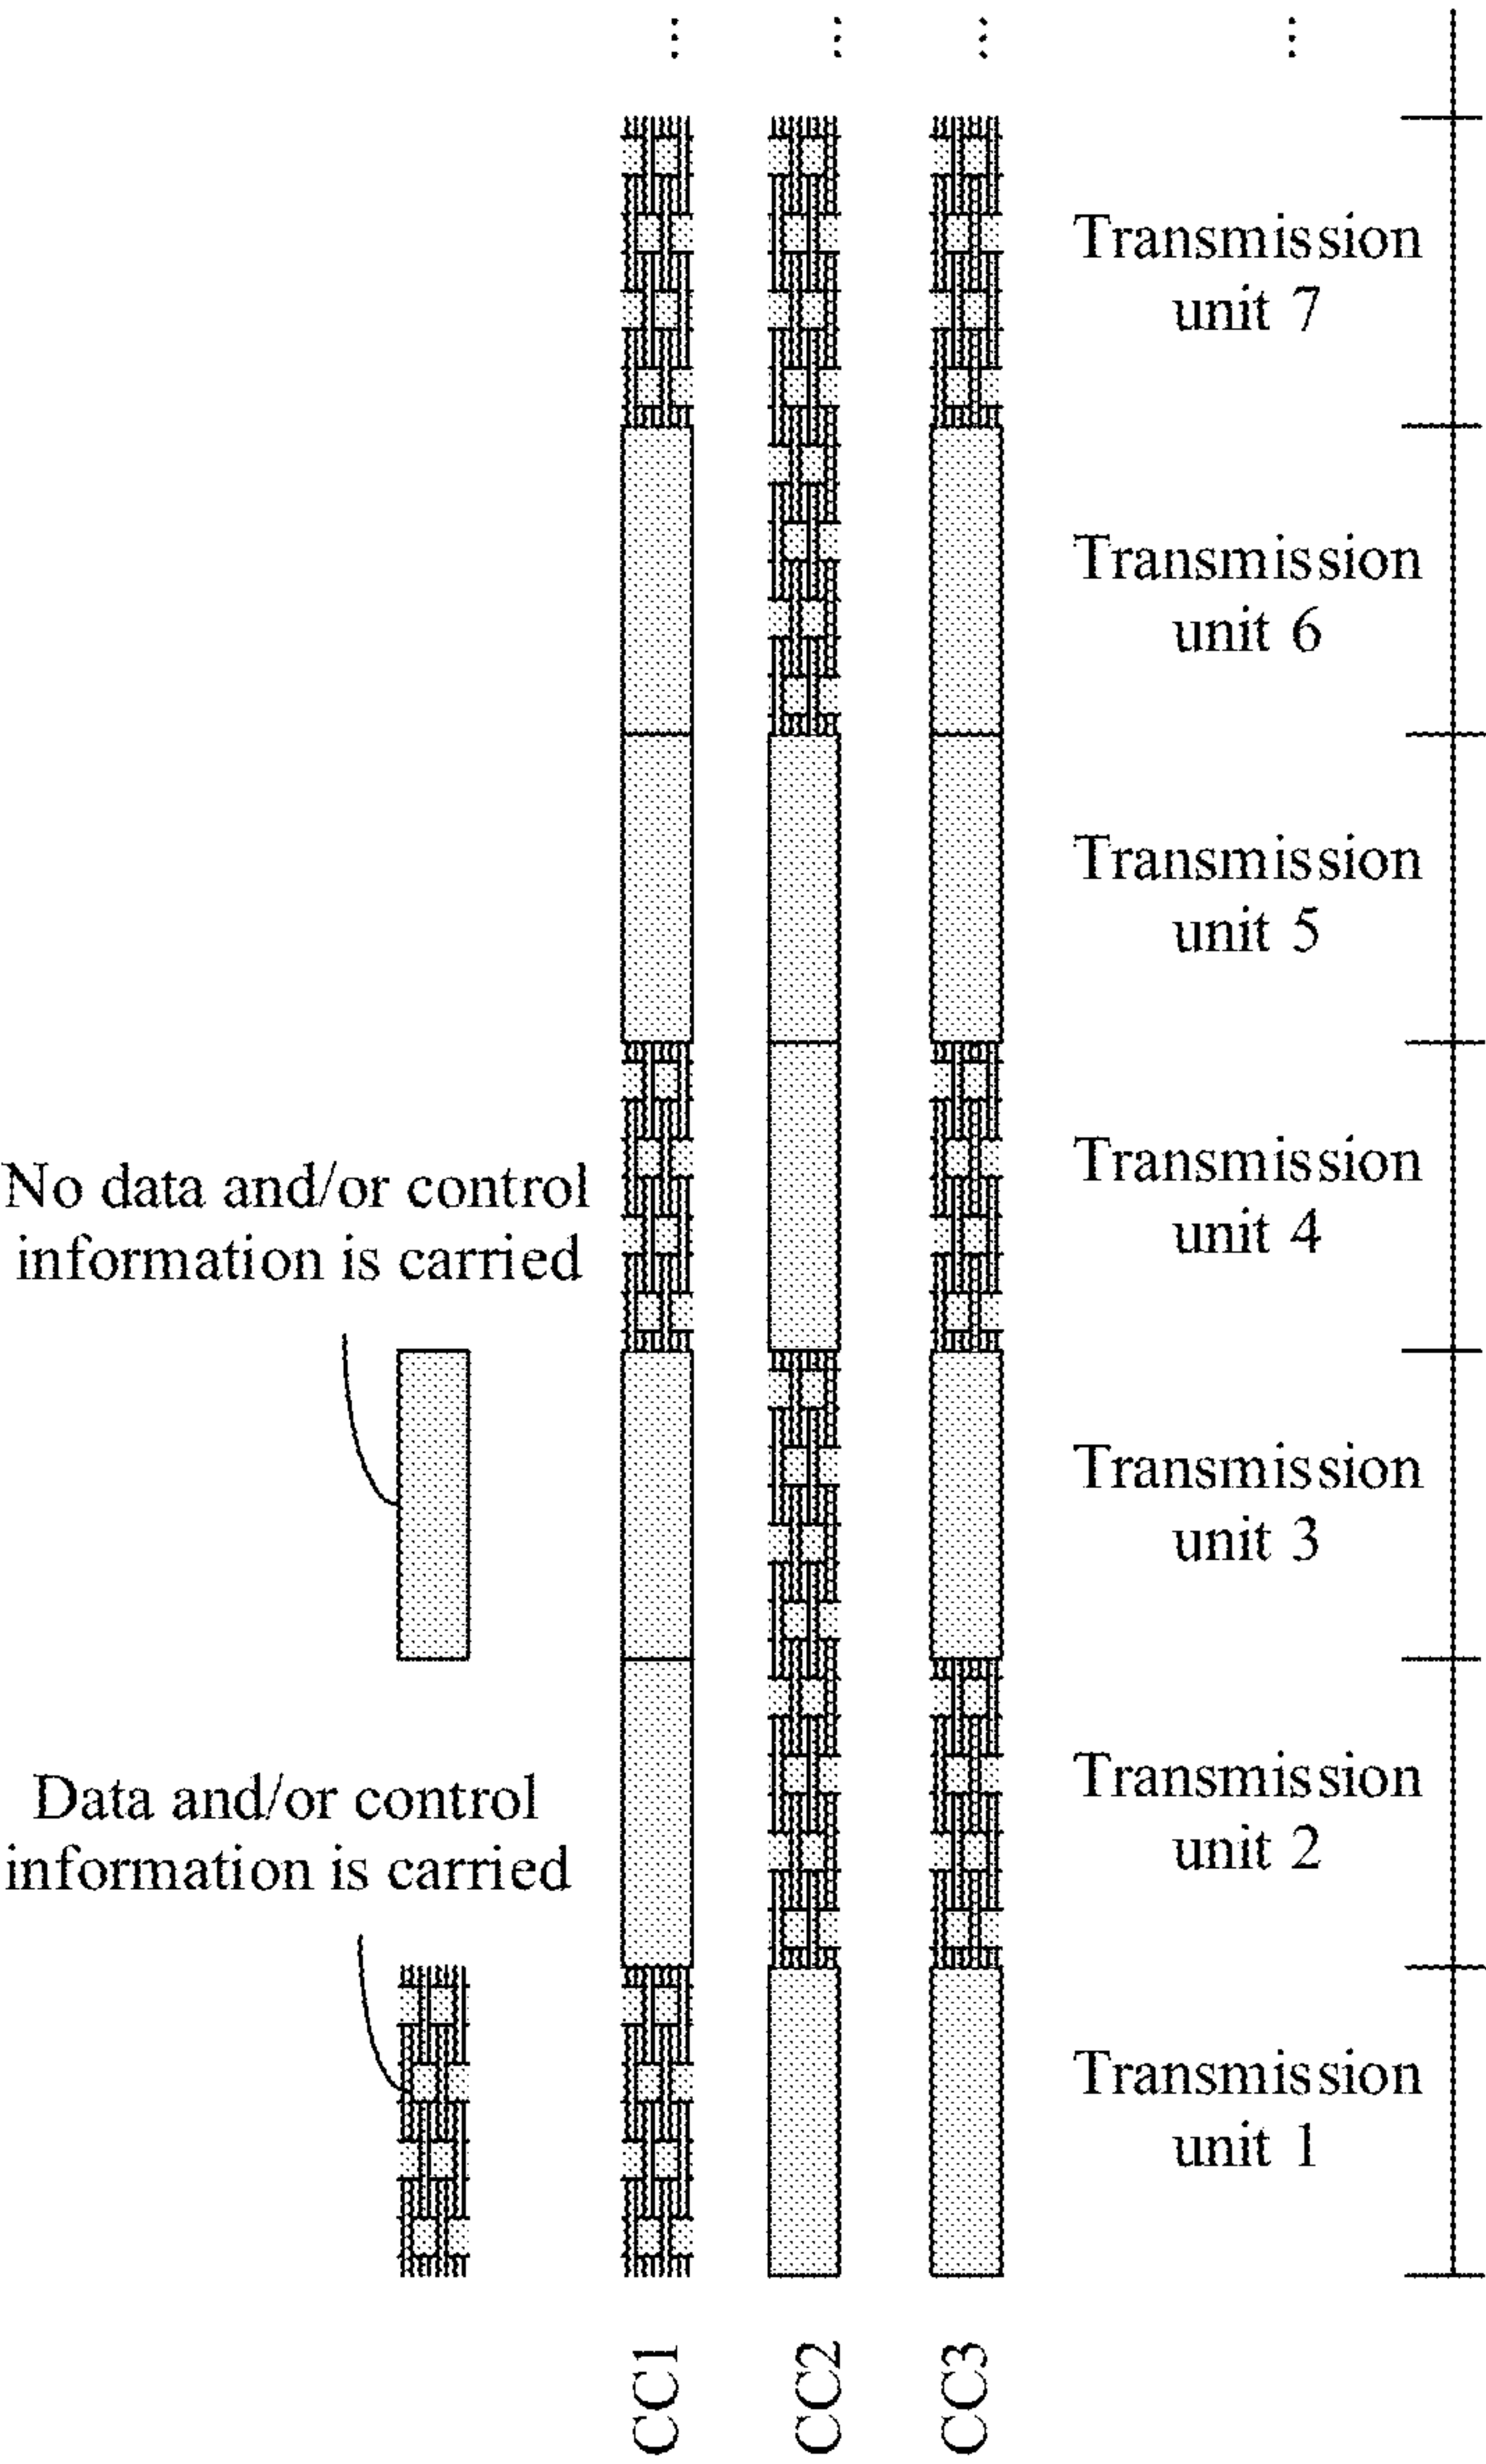 ...
...
...
...
Transmission
unit 7
Transmission
unit 6
Transmission
unit 5
Transmission
unit 4
No data and/or control
information is carried
Transmission
unit 3
Data and/or control
information is carried
Transmission
unit 2
Transmission
unit 1
CC1
CC2
CC3